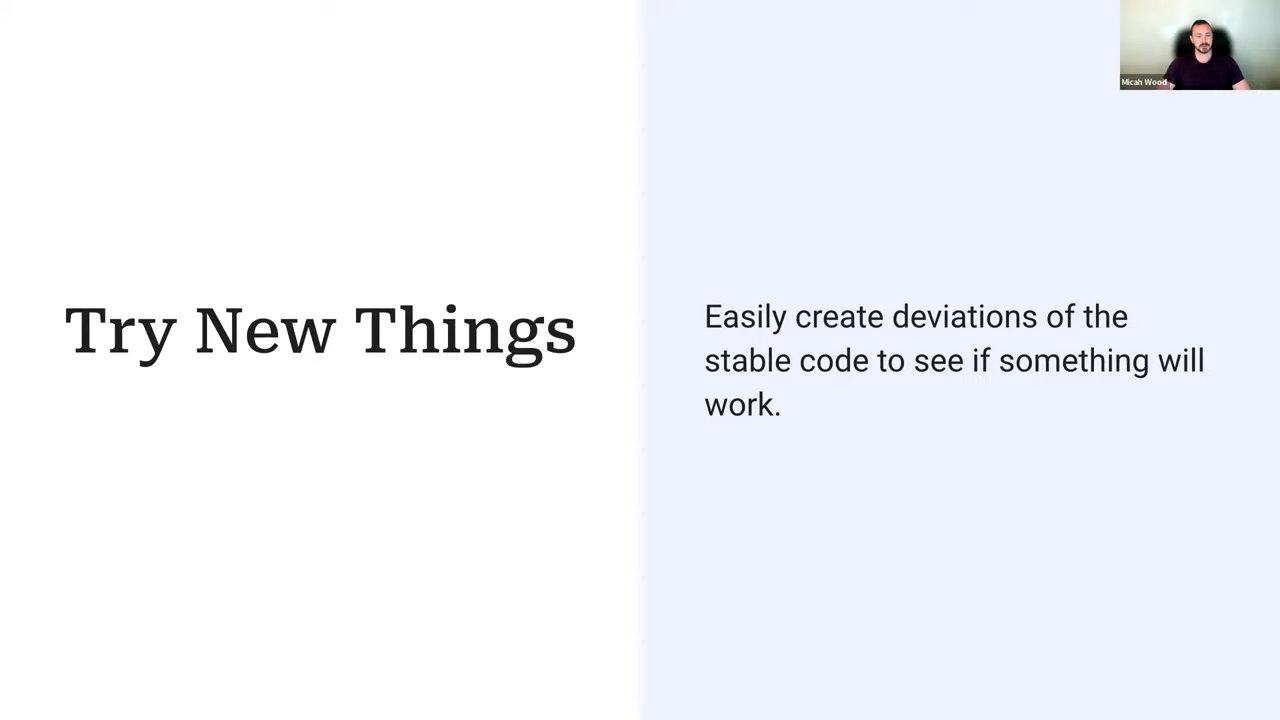 Micah Wood
Try New Things
Easily create deviations of the
stable code to see if something will
work.